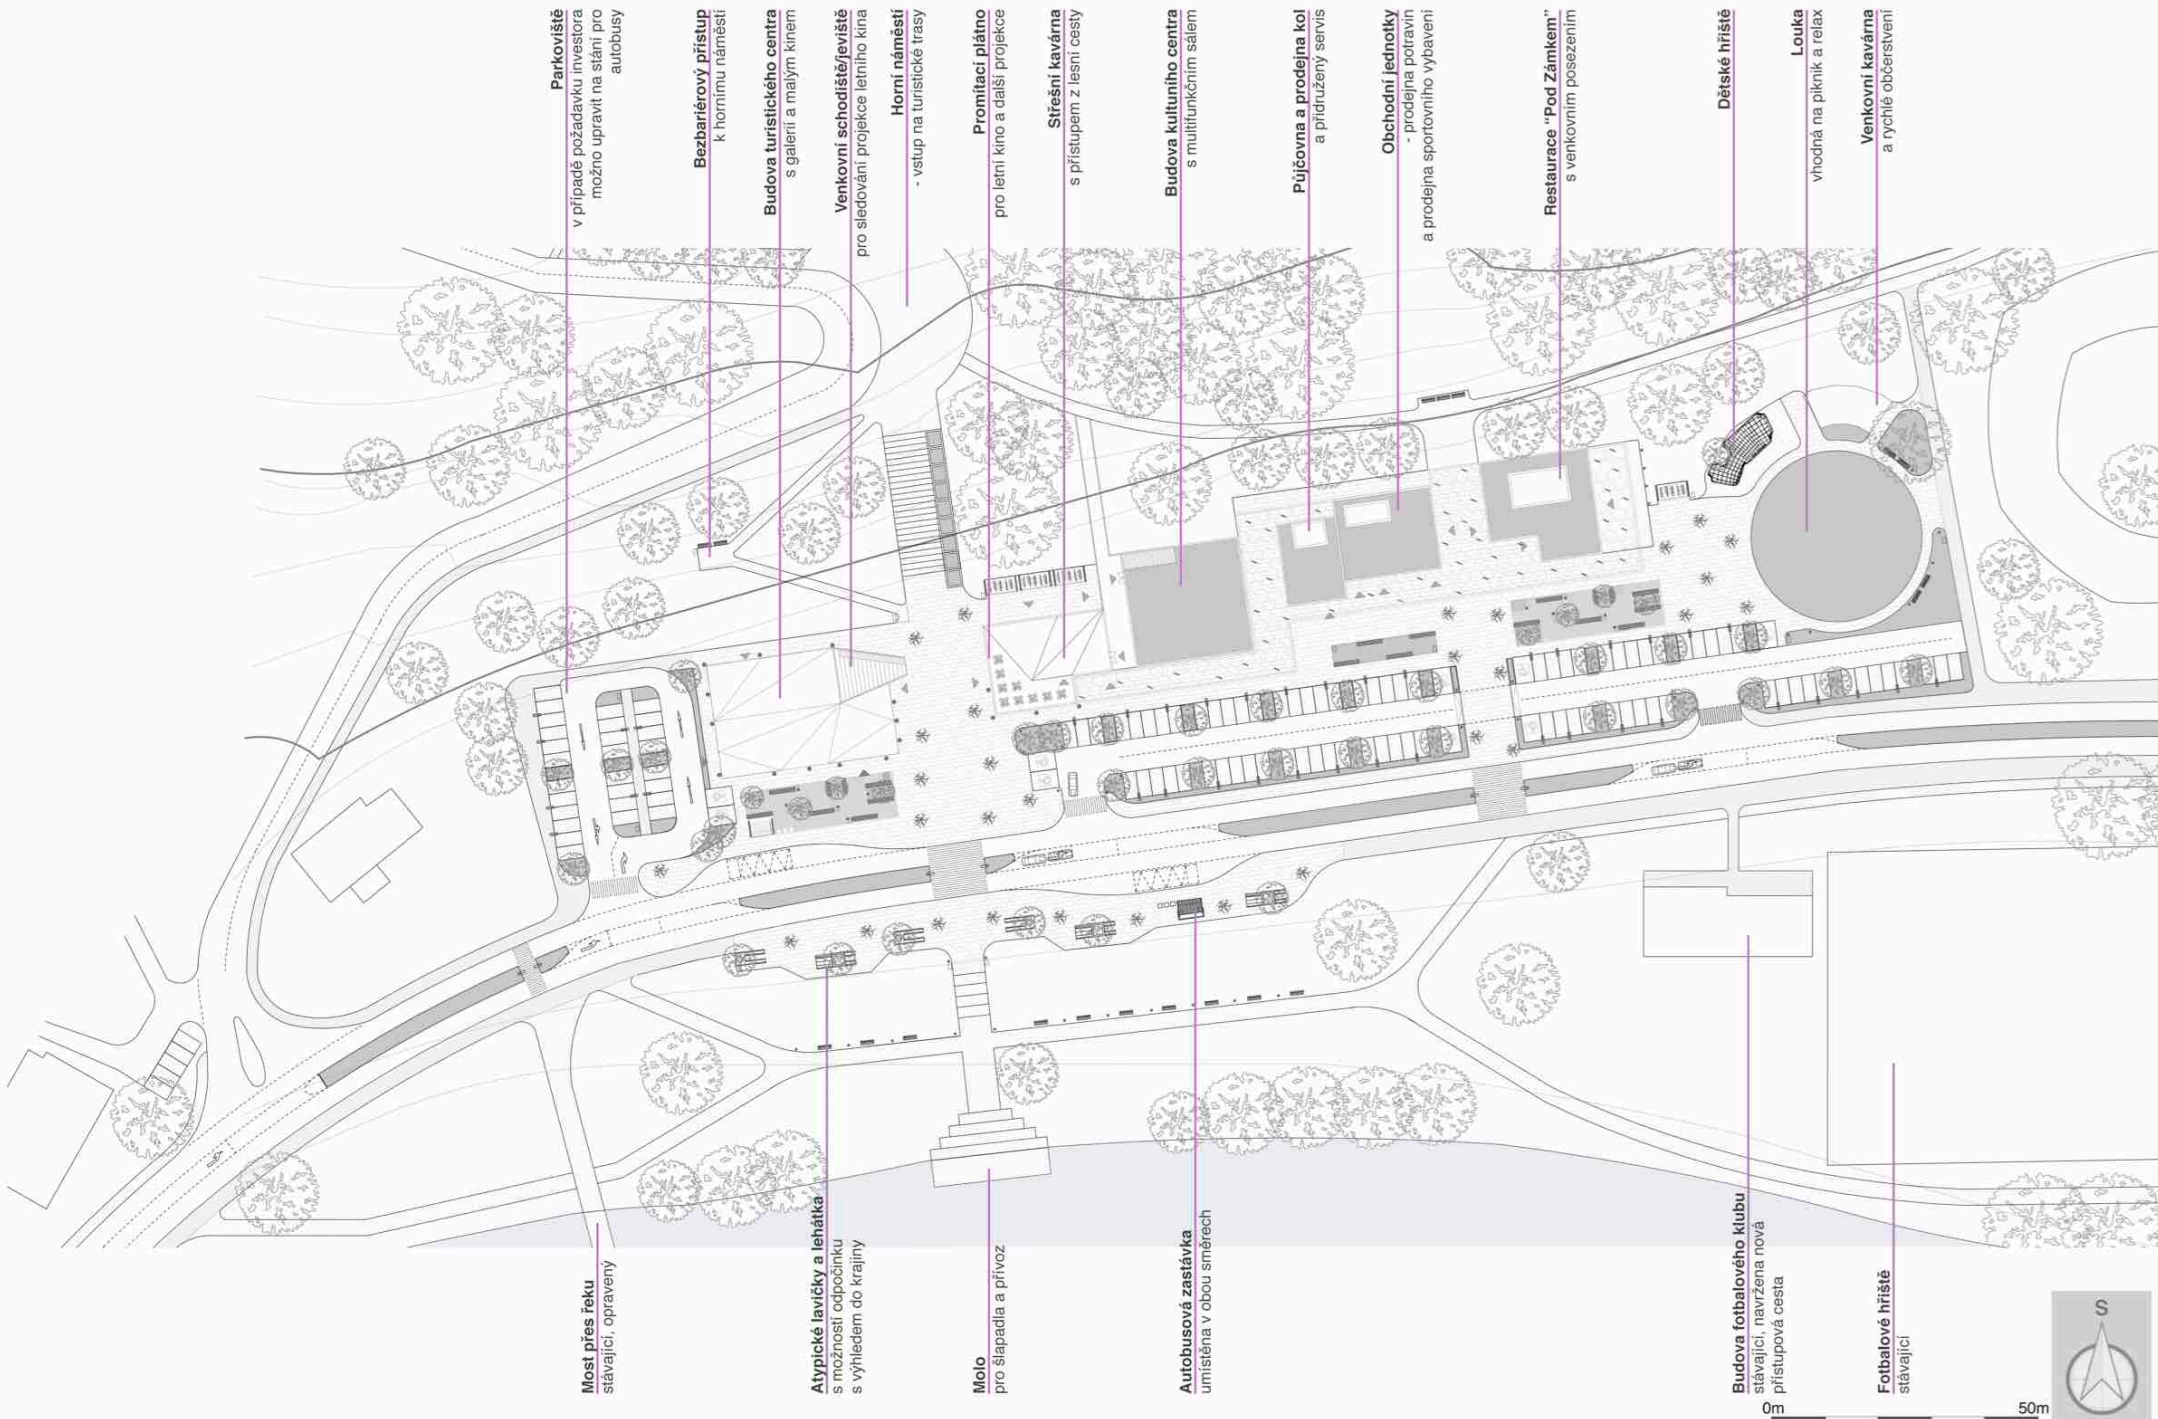 Parkoviště
v případě požadavku investora
možno upravit na stání pro
autobusy
Bezbariérový přístup
k hornímu náměstí
Budova turistického centra
s galerií a malým kinem
Venkovní schodiště/jeviště
pro sledování projekce letního kina
Horní náměstí
- vstup na turistické trasy
Promítací plátno
pro letní kino a další projekce
Střešní kavárna
s přístupem z lesní cesty
Budova kulturního centra
s multifunkčním sálem
Půjčovna a prodejna kol
a přidružený servis
Obchodní jednotky
- prodejna potravin
a prodejna sportovního vybavení
Restaurace "Pod Zámkem"
s venkovním posezením
Dětské hřiště
Louka
vhodná na piknik a relax
Venkovní kavárna
a rychlé občerstvení
Most přes řeku
stávající, opravený
Atypické lavičky a lehátka
s možností odpočinku
s výhledem do krajiny
Molo
pro šlapadla a přívoz
Autobusová zastávka
umístěna v obou směrech
Budova fotbalového klubu
stávající, navržena nová
přístupová cesta
Fotbalové hřiště
stávající
S
0m
50m